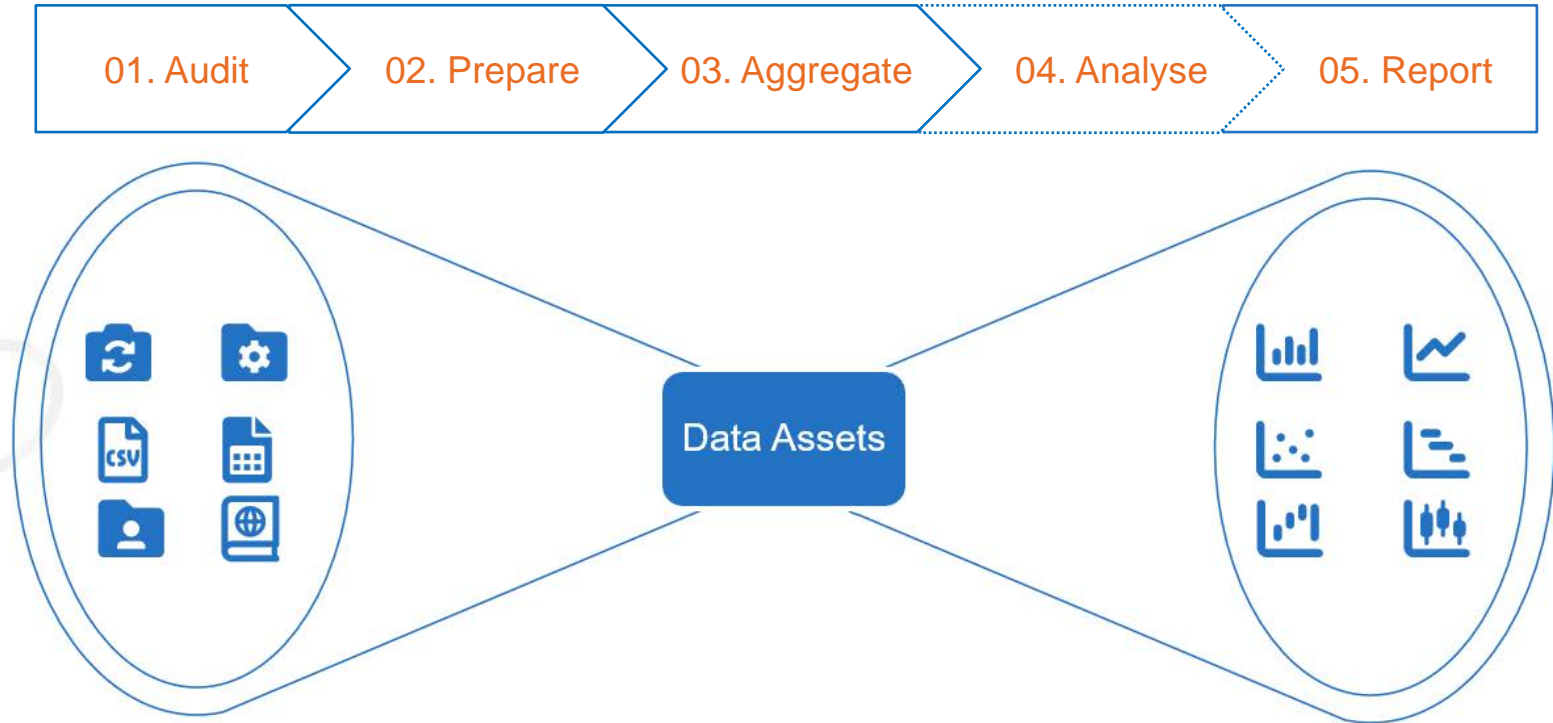 01. Audit
02. Prepare
03. Aggregate
04. Analyse
05. Report
CSV
Data Assets